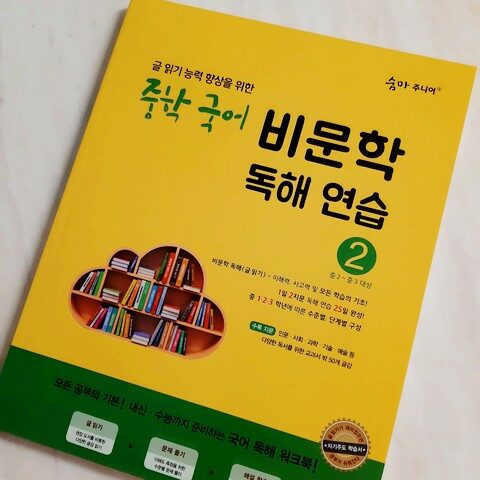 글 읽기 능력 향상을 위한
숨마 주니어®
중학 국어
비문학
독해 연습
2
중 2 ~ 중 3 대상
비문학 독해(글 읽기) = 이해력, 사고력 및 모든 학습의 기초!
1일 2지문 독해 연습 25일 완성!
중 1·2·3 학년에 따른 수준별, 단계별 구성
수록 지문 인문 · 사회 · 과학 · 기술 · 예술 등
다양한 독서를 위한 교과서 밖 50개 글감
모든 공부의 기본! 내신 · 수능까지 준비하는 국어 독해 워크북!
글 읽기
문제 풀기
자기주도 학습서